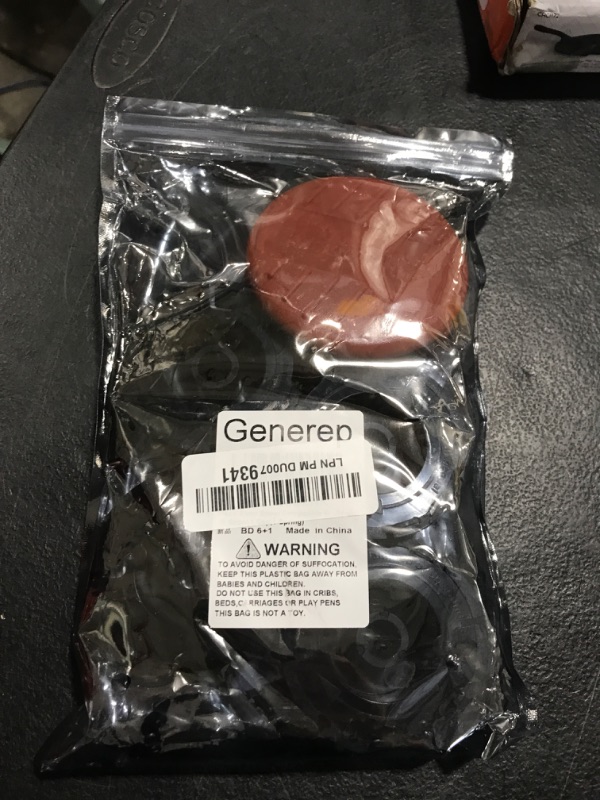 Generep
LPN PM DU0079341
BD 6+1 Made in China
WARNING
TO AVOID DANGER OF SUFFOCATION,
KEEP THIS PLASTIC BAG AWAY FROM
BABIES AND CHILDREN.
DO NOT USE THIS BAG IN CRIBS,
BEDS,CARRIAGES OR PLAY PENS
THIS BAG IS NOT A TOY.